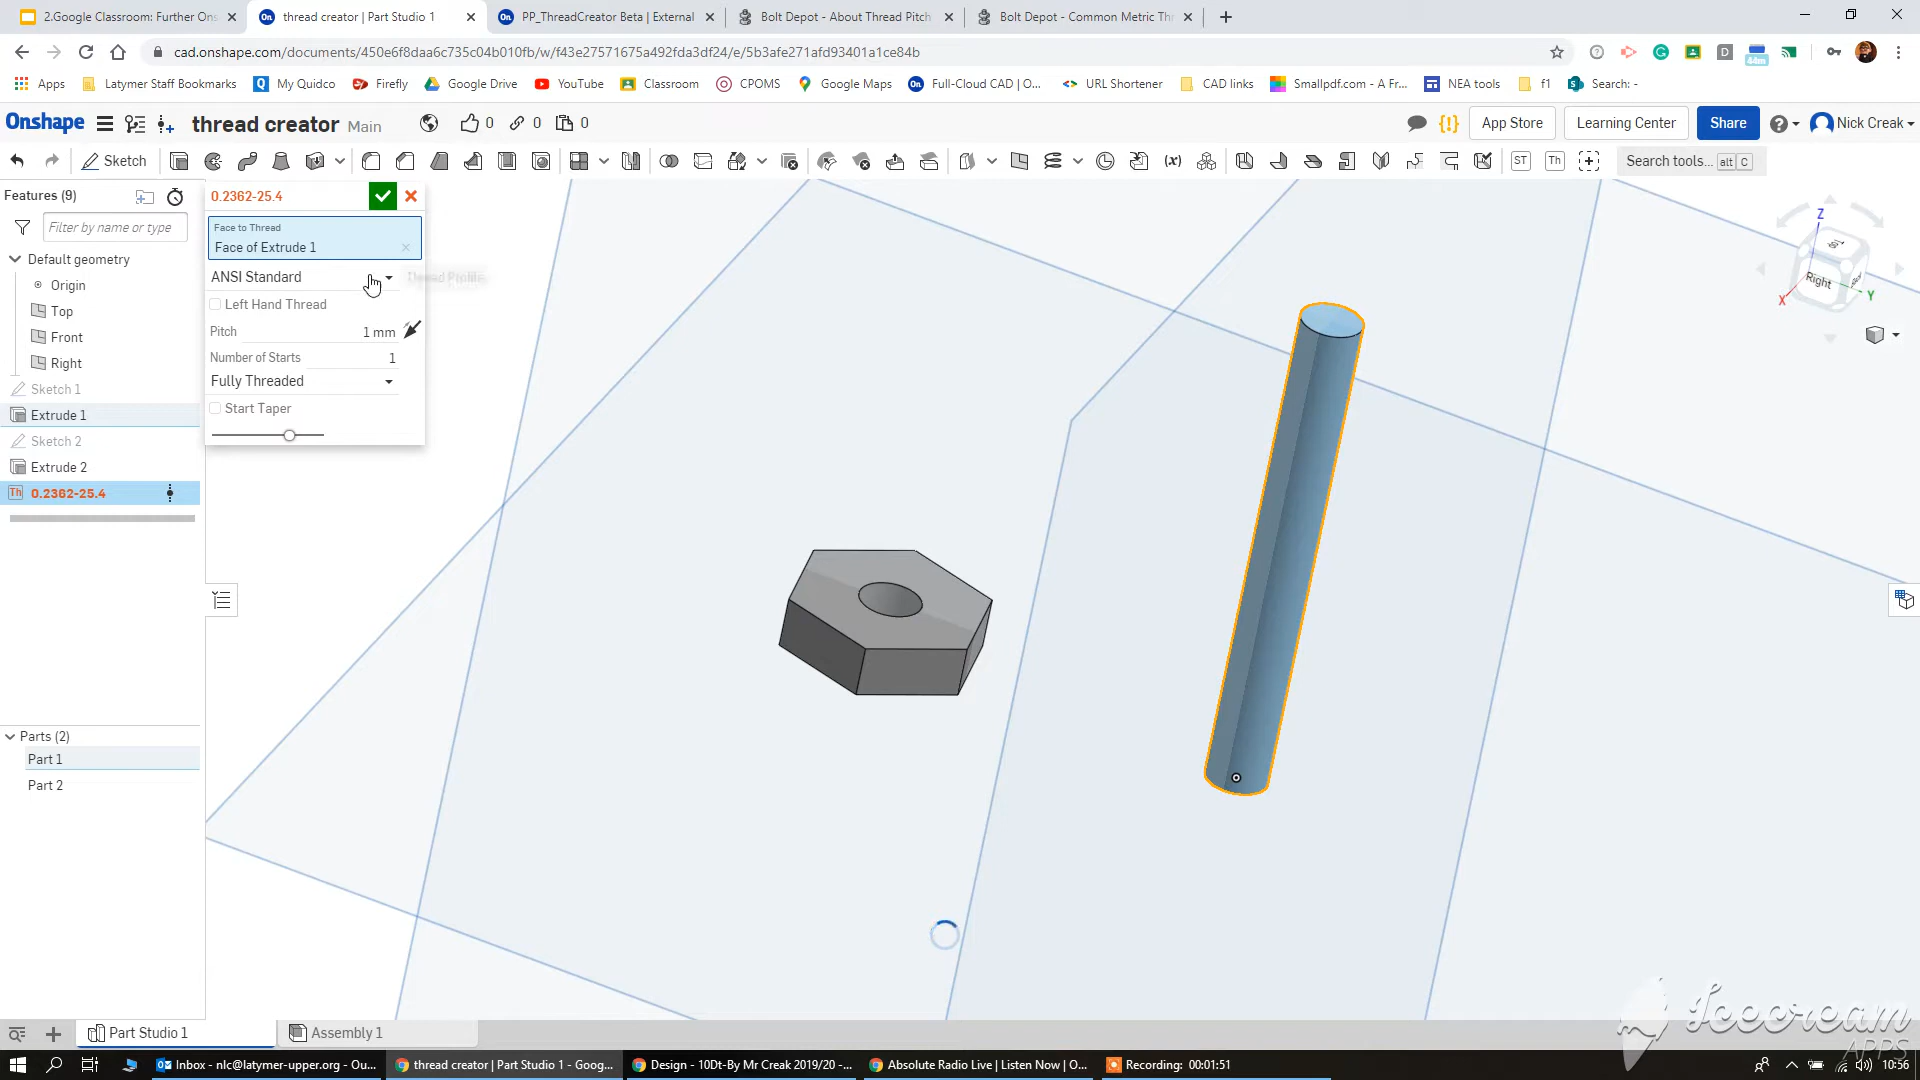 2.Google Classroom: Further Ons
thread creator | Part Studio 1
PP_ThreadCreator Beta | External
Bolt Depot - About Thread Pitch
Bolt Depot - Common Metric Thr
cad.onshape.com/documents/450e6f8daa6c735c04b010fb/w/f43e27571675a492fda3df24/e/5b3afe271afd93401a1ce84b
44m
Apps
Latymer Staff Bookmarks
My Quidco
Firefly
Google Drive
YouTube
Classroom
CPOMS
Google Maps
Full-Cloud CAD | O...
URL Shortener
CAD links
Smallpdf.com - A Fr...
NEA tools
f1
Search: -
Onshape
thread creator Main
0
0
0
App Store
Learning Center
Share
Nick Creak
Sketch
(x)
ST
Th
Search tools... alt C
Features (9)
Filter by name or type
Default geometry
Origin
Top
Front
Right
Sketch 1
Extrude 1
Sketch 2
Extrude 2
Th 0.2362-25.4
0.2362-25.4
Face to Thread
Face of Extrude 1
ANSI Standard
Thread Profile
Left Hand Thread
Pitch 1 mm
Number of Starts 1
Fully Threaded
Start Taper
Z
Right
X
Y
Parts (2)
Part 1
Part 2
Icecream
APPS
Part Studio 1
Assembly 1
Inbox - nlc@latymer-upper.org - Ou...
thread creator | Part Studio 1 - Goog...
Design - 10Dt-By Mr Creak 2019/20 -...
Absolute Radio Live | Listen Now | O...
Recording: 00:01:51
10:56